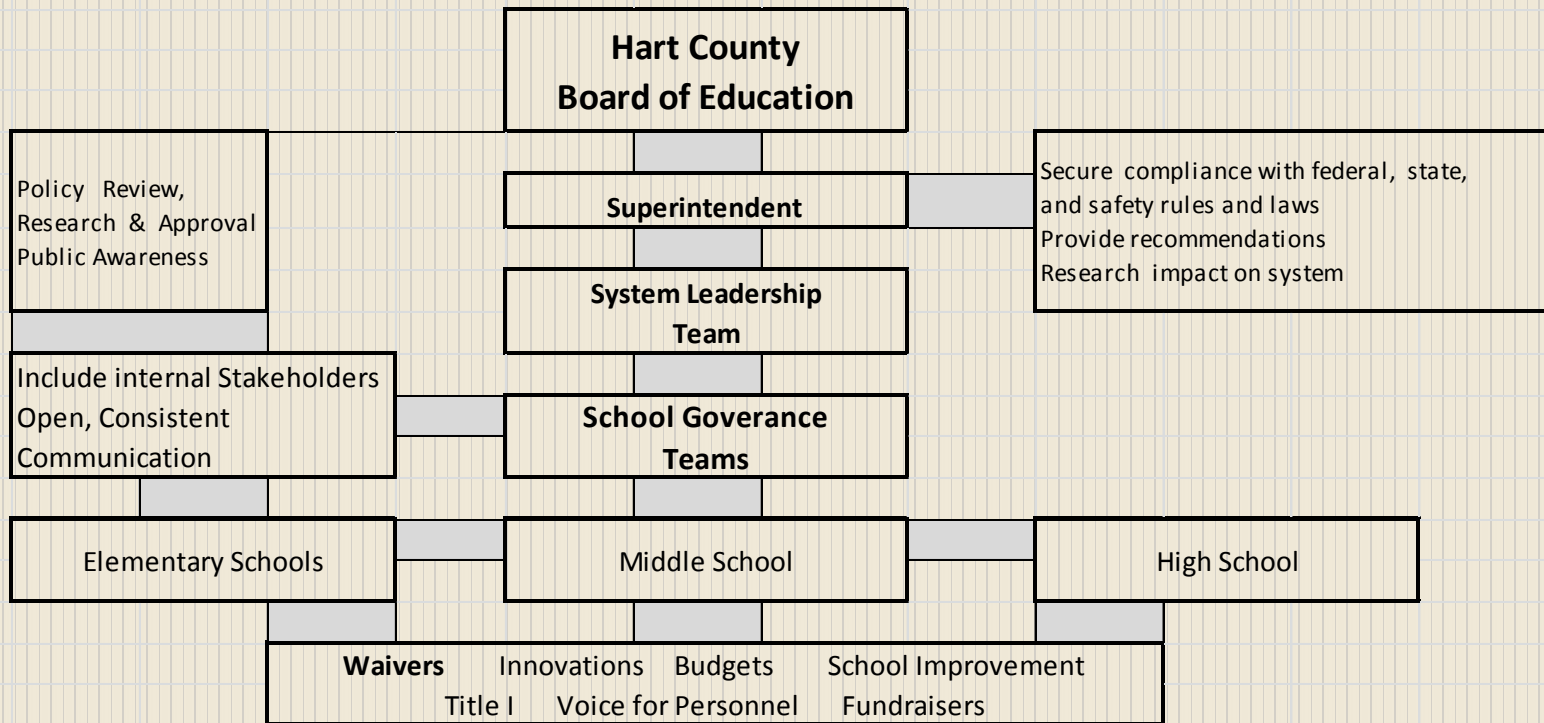 Hart County
Board of Education
Policy Review,
Research & Approval
Public Awareness
Superintendent
Secure compliance with federal, state,
and safety rules and laws
Provide recommendations
Research impact on system
System Leadership
Team
Include internal Stakeholders
Open, Consistent
Communication
School Goverance
Teams
Elementary Schools
Middle School
High School
Waivers Innovations Budgets School Improvement
Title I Voice for Personnel Fundraisers